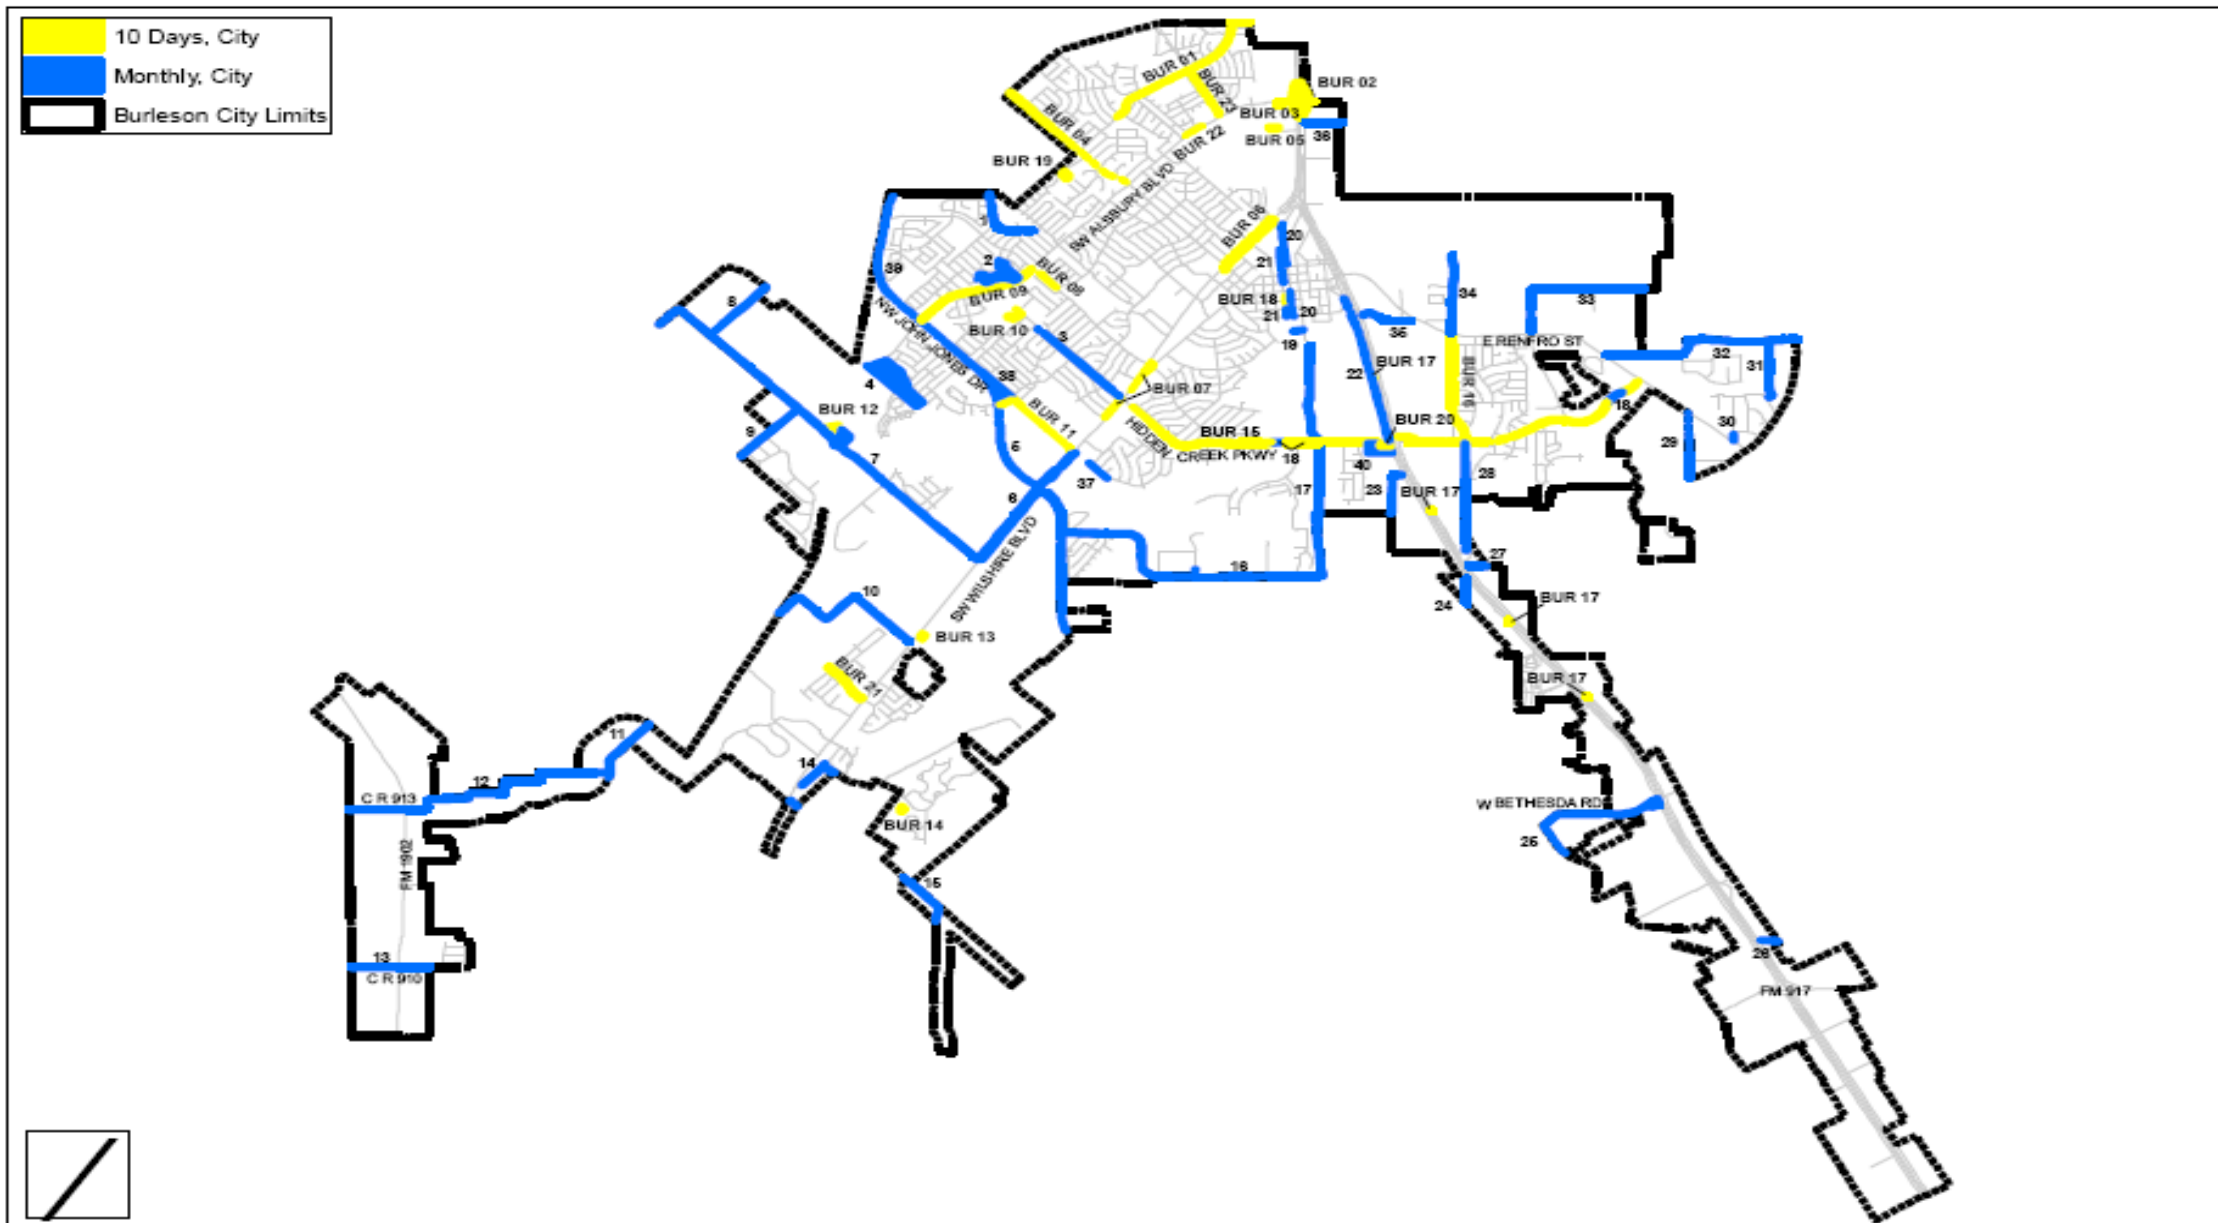 10 Days, City
Monthly, City
Burleson City Limits
BUR 01
BUR 23
BUR 02
BUR 03
BUR 04
BUR 22
BUR 05
36
BUR 19
SW ALSBURY BLVD
1
BUR 06
20
2
BUR 08
21
39
BUR 09
34
33
8
NW JOHN JONES DR
BUR 18
20
21
BUR 10
3
19
35
E RENFRO ST
BUR 17
32
31
22
4
38
BUR 07
BUR 16
18
BUR 12
BUR 11
HIDDEN
CREEK PKWY
BUR 15
18
BUR 20
30
29
9
5
7
40
37
28
6
17
23
BUR 17
SW WILSHIRE BLVD
16
27
10
24
BUR 17
BUR 13
BUR 21
BUR 17
11
14
12
C R 913
W BETHESDA RD
BUR 14
25
FM 1902
15
13
C R 910
FM 917